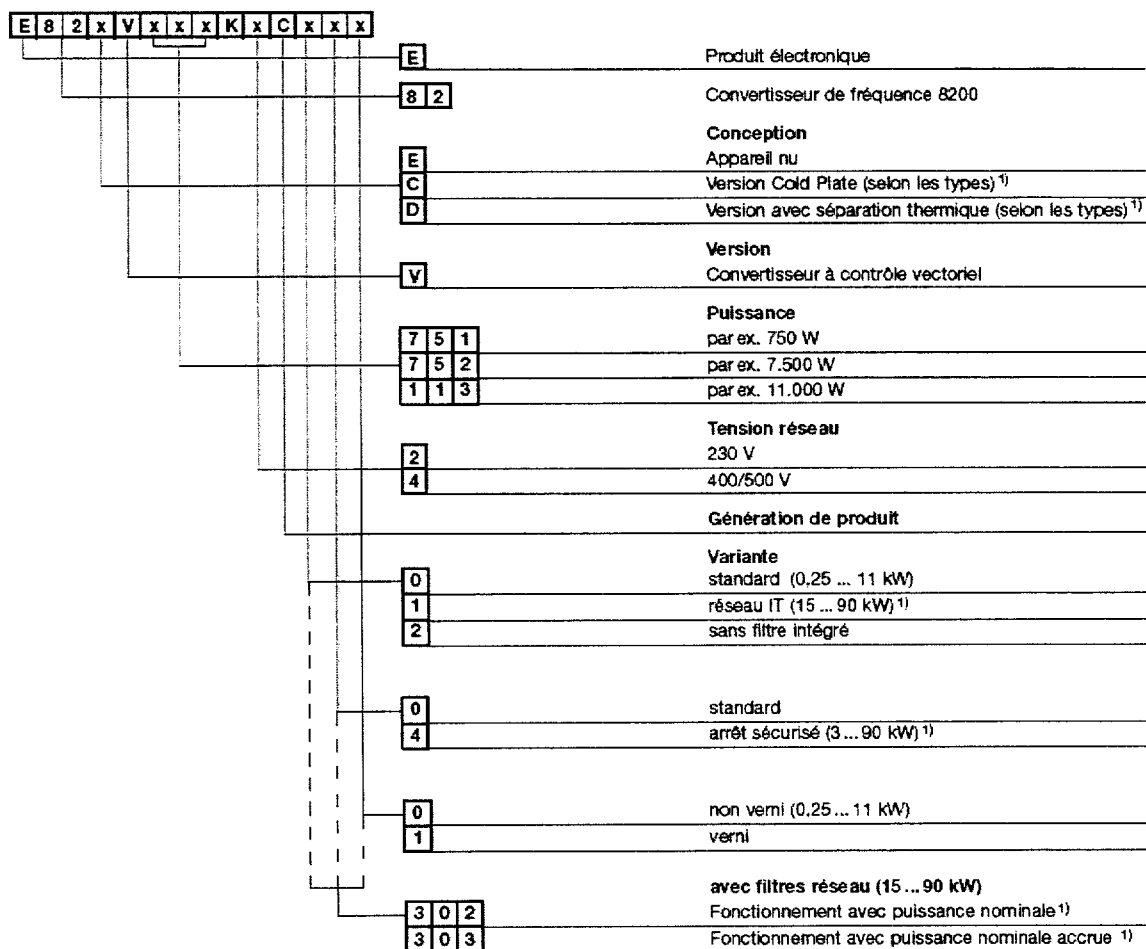 E 8 2 x V x x x K x C x x x
E Produit électronique
8 2 Convertisseur de fréquence 8200
Conception
E Appareil nu
C Version Cold Plate (selon les types) 1)
D Version avec séparation thermique (selon les types) 1)
Version
V Convertisseur à contrôle vectoriel
Puissance
7 5 1 par ex. 750 W
7 5 2 par ex. 7.500 W
1 1 3 par ex. 11.000 W
Tension réseau
2 230 V
4 400/500 V
Génération de produit
Variante
0 standard (0,25 ... 11 kW)
1 réseau IT (15 ... 90 kW) 1)
2 sans filtre intégré
0 standard
4 arrêt sécurisé (3 ... 90 kW) 1)
0 non verni (0,25 ... 11 kW)
1 verni
avec filtres réseau (15 ... 90 kW)
3 0 2 Fonctionnement avec puissance nominale 1)
3 0 3 Fonctionnement avec puissance nominale accrue 1)